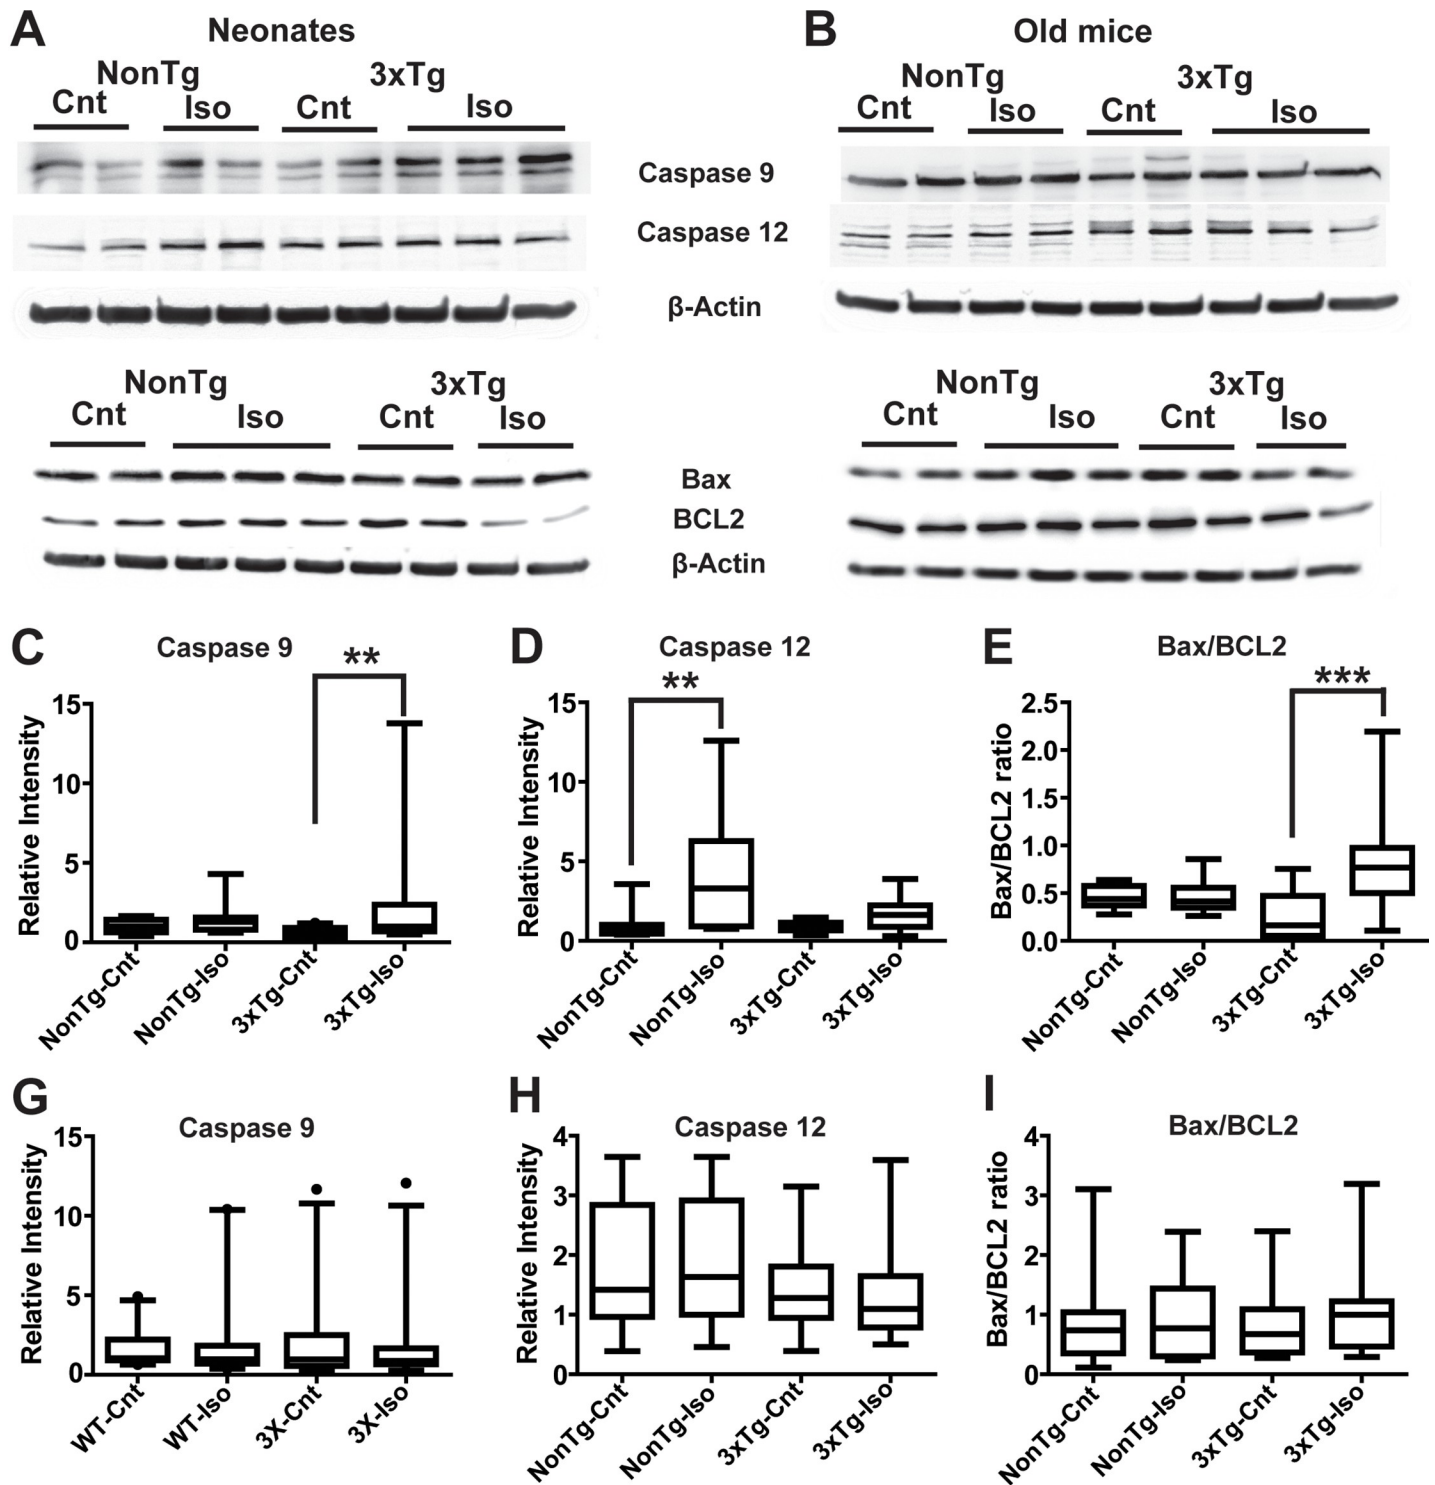 A Neonates B Old mice
NonTg 3xTg NonTg 3xTg
Cnt Iso Cnt Iso Cnt Iso Cnt Iso
Caspase 9
Caspase 12
β-Actin
NonTg 3xTg NonTg 3xTg
Cnt Iso Cnt Iso Cnt Iso Cnt Iso
Bax
BCL2
β-Actin
C Caspase 9
**
Relative Intensity
15
10
5
0
NonTg-Cnt
NonTg-Iso
3xTg-Cnt
3xTg-Iso
D Caspase 12
**
Relative Intensity
15
10
5
0
NonTg-Cnt
NonTg-Iso
3xTg-Cnt
3xTg-Iso
E Bax/BCL2
***
Bax/BCL2 ratio
2.5
2.0
1.5
1.0
0.5
0.0
NonTg-Cnt
NonTg-Iso
3xTg-Cnt
3xTg-Iso
G Caspase 9
Relative Intensity
15
10
5
0
WT-Cnt
WT-Iso
3X-Cnt
3X-Iso
H Caspase 12
Relative Intensity
4
3
2
1
0
NonTg-Cnt
NonTg-Iso
3xTg-Cnt
3xTg-Iso
I Bax/BCL2
Bax/BCL2 ratio
4
3
2
1
0
NonTg-Cnt
NonTg-Iso
3xTg-Cnt
3xTg-Iso